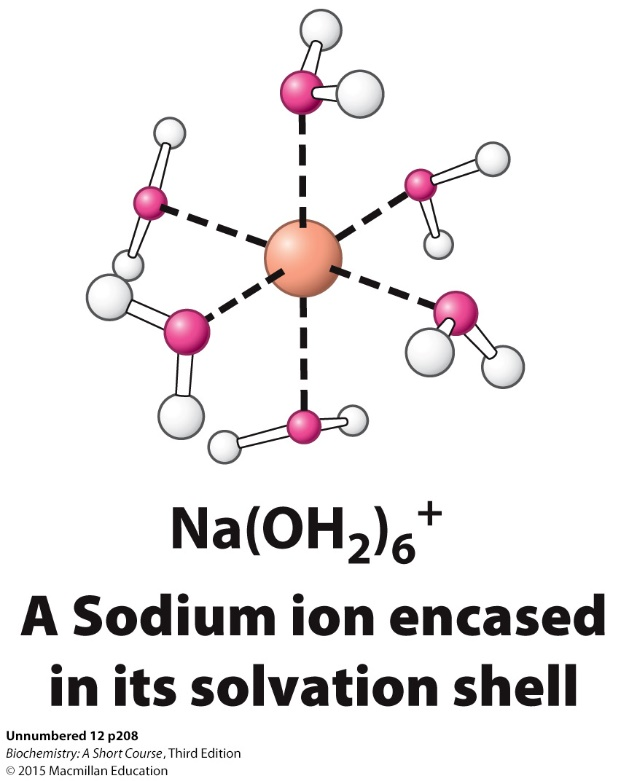 Na(OH₂)₆⁺
A Sodium ion encased
in its solvation shell
Unnumbered 12 p208
Biochemistry: A Short Course, Third Edition
© 2015 Macmillan Education